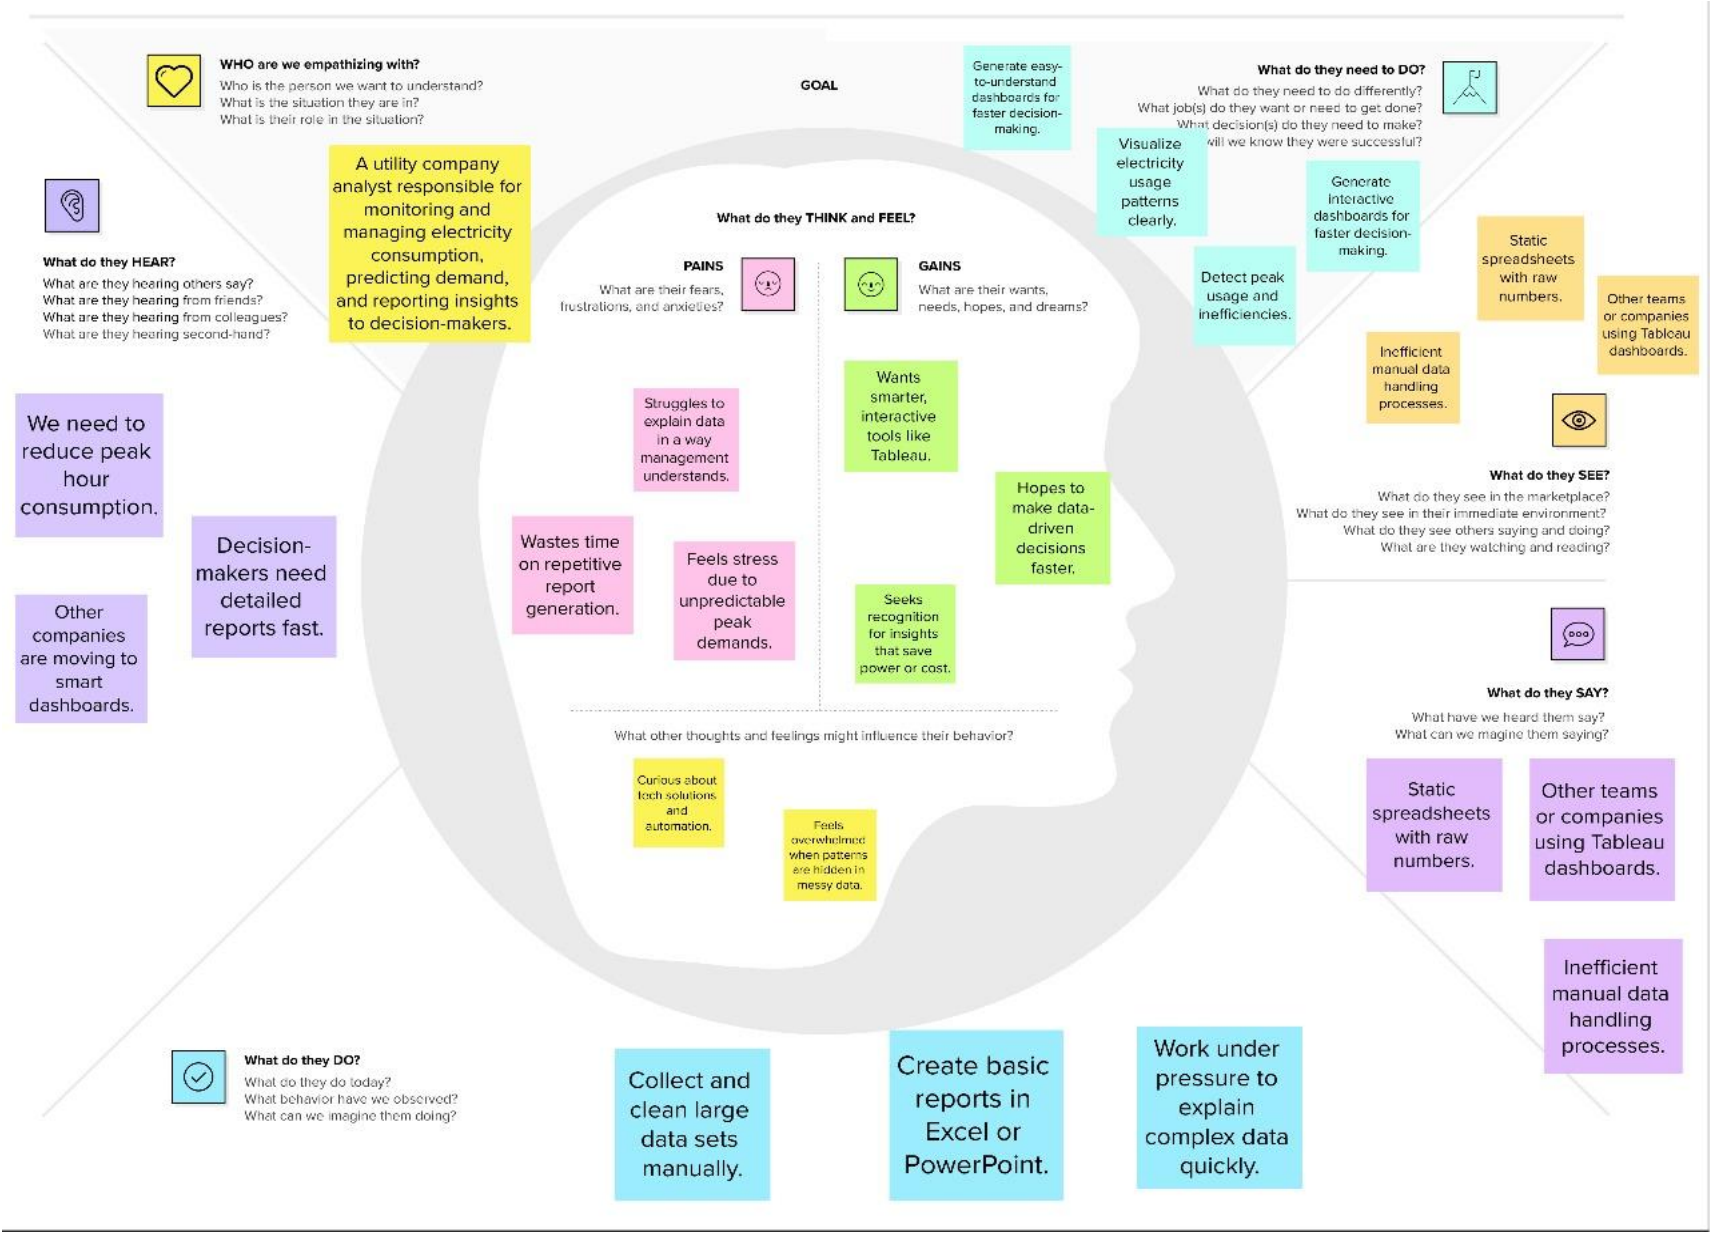 WHO are we empathizing with?
Who is the person we want to understand?
What is the situation they are in?
What is their role in the situation?
A utility company
analyst responsible for
monitoring and
managing electricity
consumption,
predicting demand,
and reporting insights
to decision-makers.
GOAL
Generate easy-
to-understand
dashboards for
faster decision-
making.
What do they need to DO?
What do they need to do differently?
What job(s) do they want or need to get done?
What decision(s) do they need to make?
will we know they were successful?
Visualize
electricity
usage
patterns
clearly.
Generate
interactive
dashboards for
faster decision-
making.
Detect peak
usage and
inefficiencies.
What do they HEAR?
What are they hearing others say?
What are they hearing from friends?
What are they hearing from colleagues?
What are they hearing second-hand?
We need to
reduce peak
hour
consumption.
Decision-
makers need
detailed
reports fast.
Other
companies
are moving to
smart
dashboards.
What do they THINK and FEEL?
PAINS
What are their fears,
frustrations, and anxieties?
Struggles to
explain data
in a way
management
understands.
Wastes time
on repetitive
report
generation.
Feels stress
due to
unpredictable
peak
demands.
GAINS
What are their wants,
needs, hopes, and dreams?
Wants
smarter,
interactive
tools like
Tableau.
Hopes to
make data-
driven
decisions
faster.
Seeks
recognition
for insights
that save
power or cost.
What other thoughts and feelings might influence their behavior?
Curious about
tech solutions
and
automation.
Feels
overwhelmed
when patterns
are hidden in
messy data.
Static
spreadsheets
with raw
numbers.
Other teams
or companies
using Tableau
dashboards.
Inefficient
manual data
handling
processes.
What do they SEE?
What do they see in the marketplace?
What do they see in their immediate environment?
What do they see others saying and doing?
What are they watching and reading?
What do they SAY?
What have we heard them say?
What can we magine them saying?
Static
spreadsheets
with raw
numbers.
Other teams
or companies
using Tableau
dashboards.
Inefficient
manual data
handling
processes.
What do they DO?
What do they do today?
What behavior have we observed?
What can we imagine them doing?
Collect and
clean large
data sets
manually.
Create basic
reports in
Excel or
PowerPoint.
Work under
pressure to
explain
complex data
quickly.